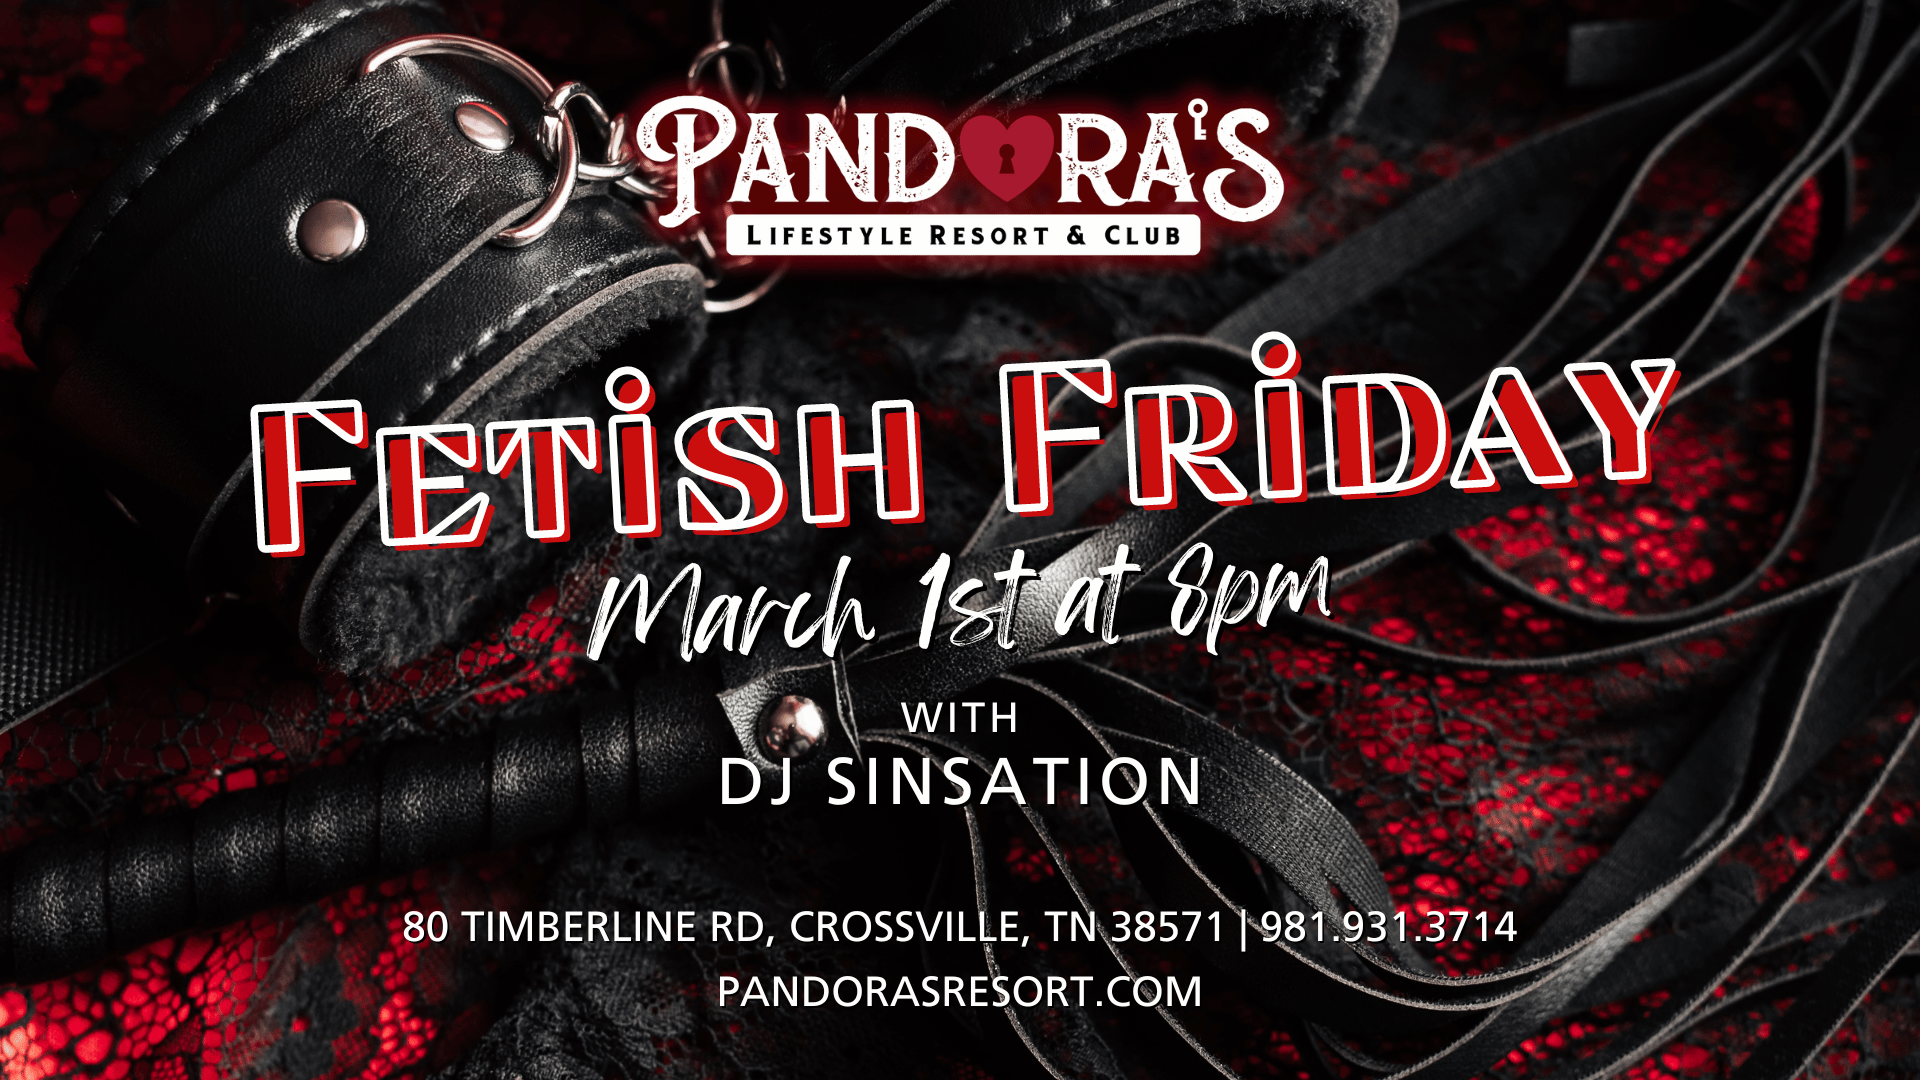 PANDORA'S
LIFESTYLE RESORT & CLUB
FETISH FRIDAY
March 1st at 8pm
WITH
DJ SINSATION
80 TIMBERLINE RD, CROSSVILLE, TN 38571 | 981.931.3714
PANDORASRESORT.COM